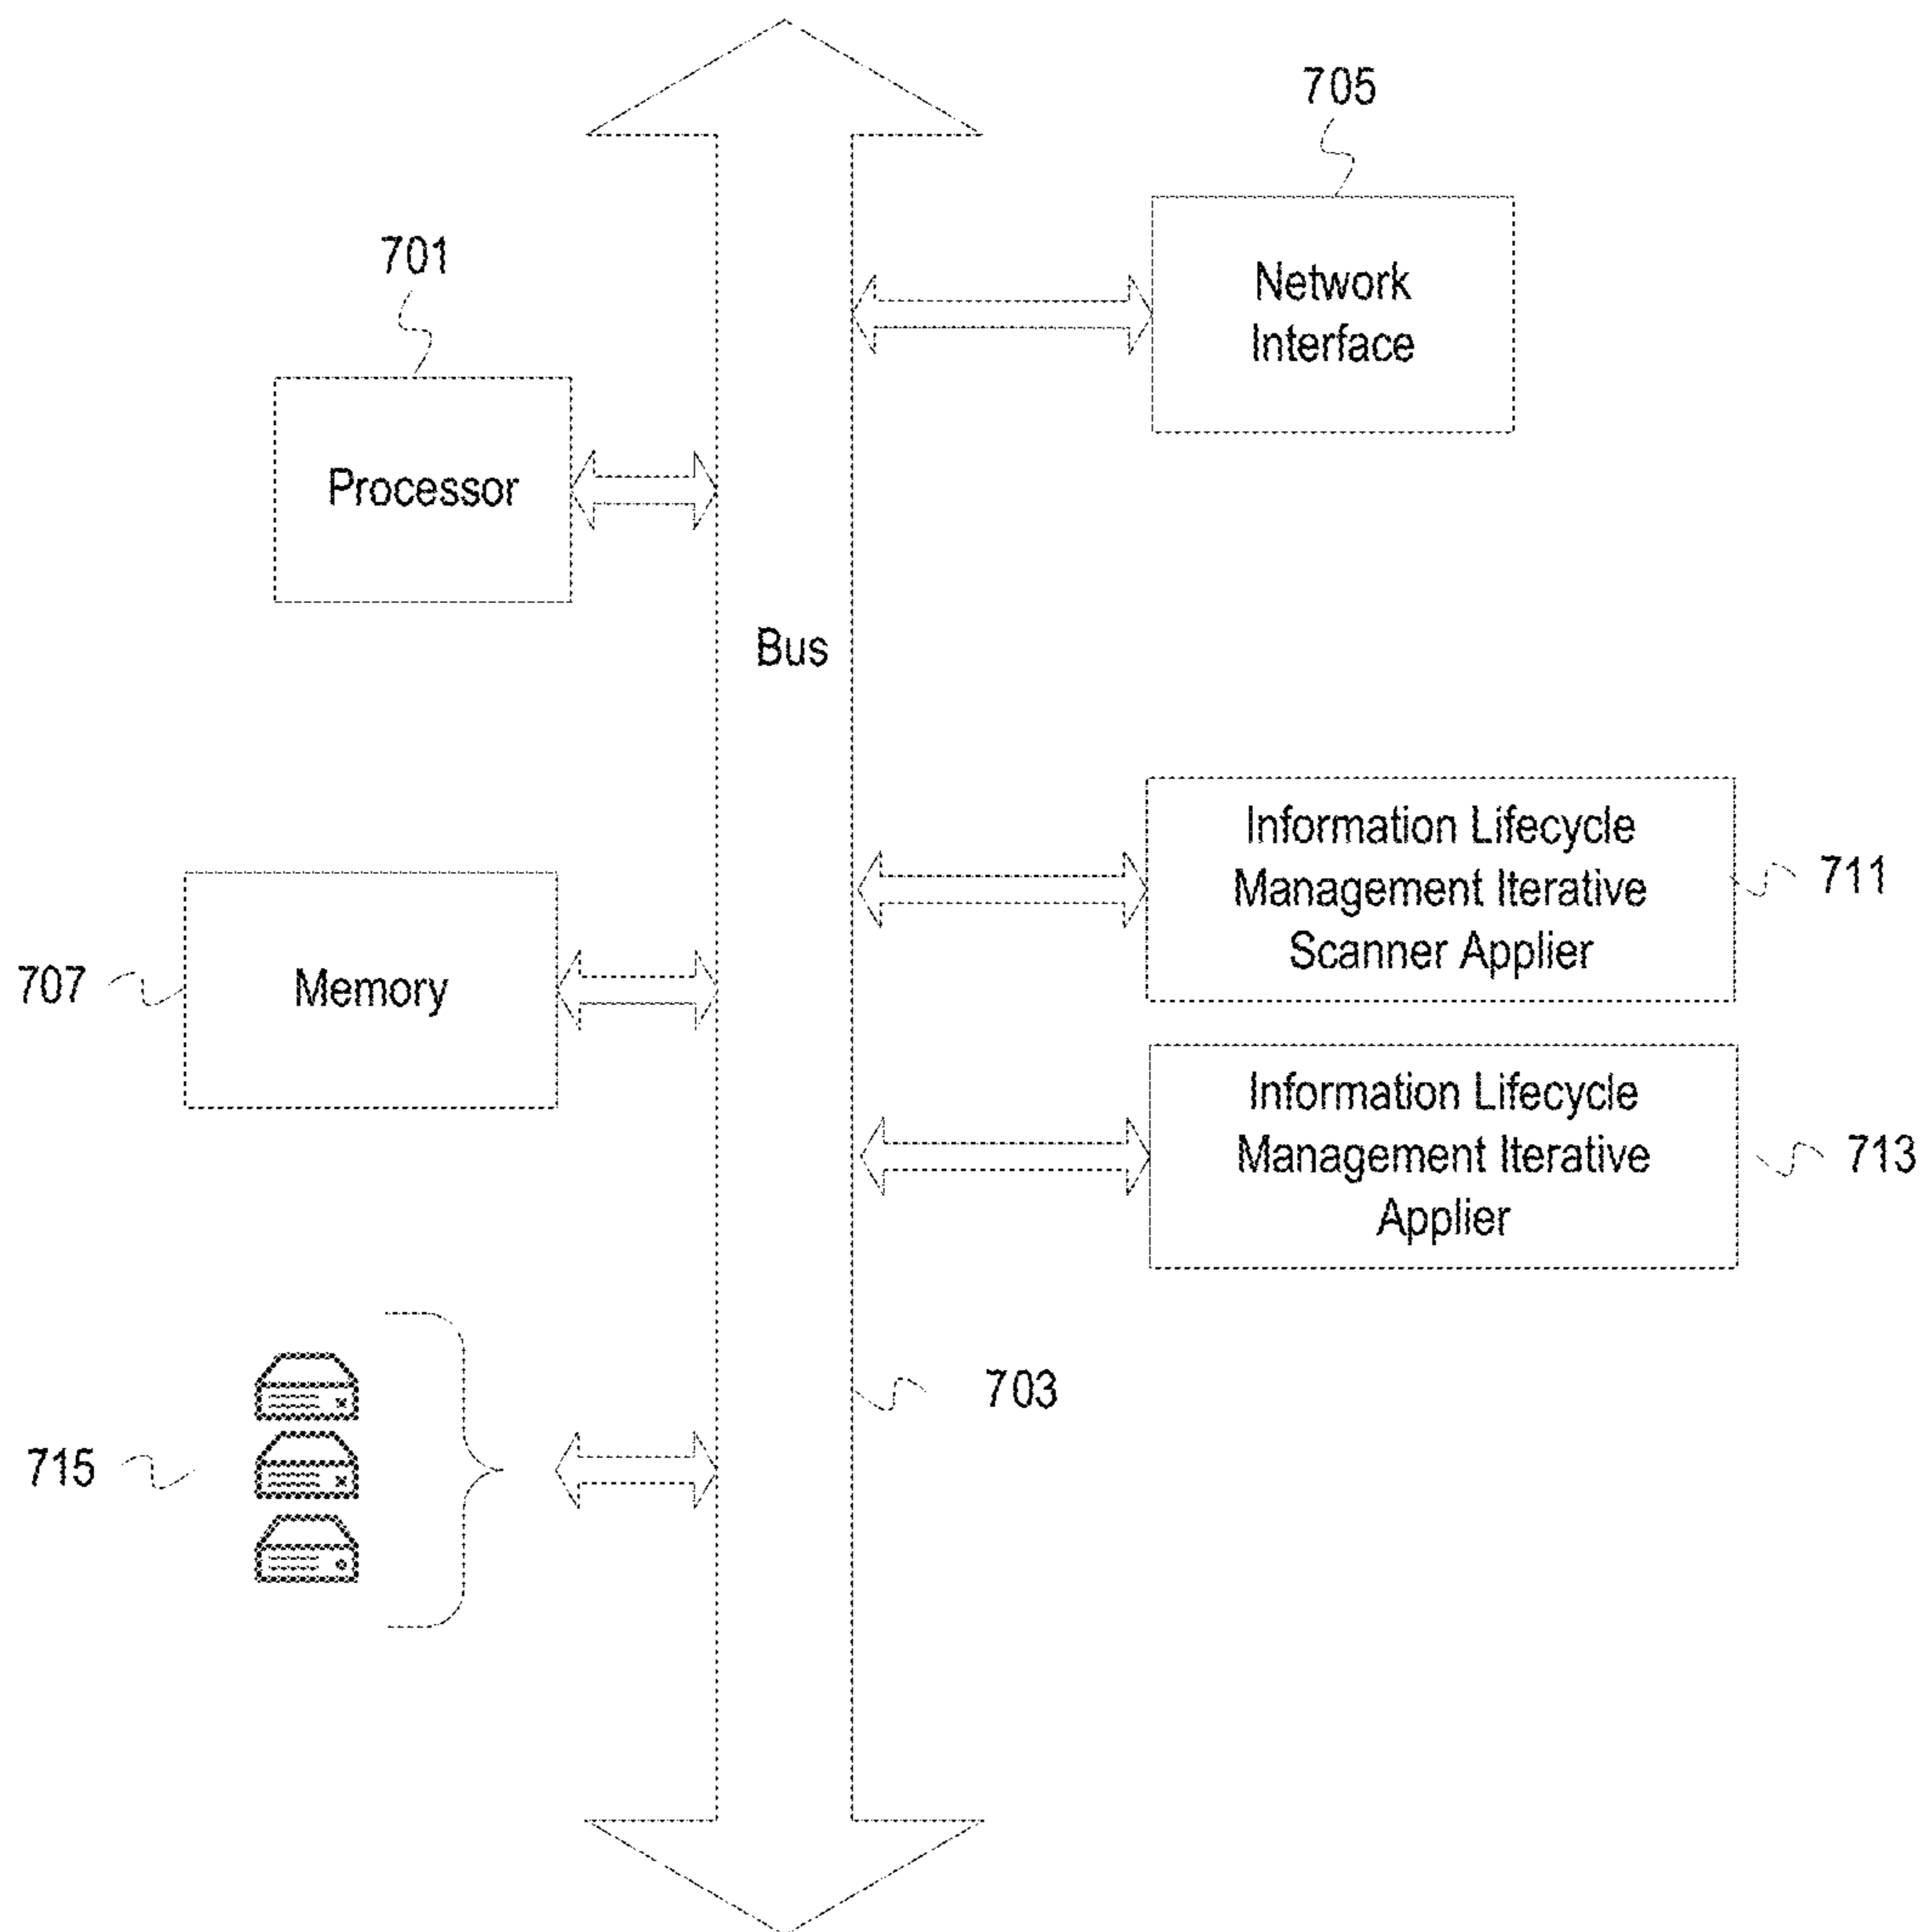 705
Network
Interface
701
Processor
Bus
Information Lifecycle
Management Iterative
Scanner Applier
711
707
Memory
Information Lifecycle
Management Iterative
Applier
713
703
715